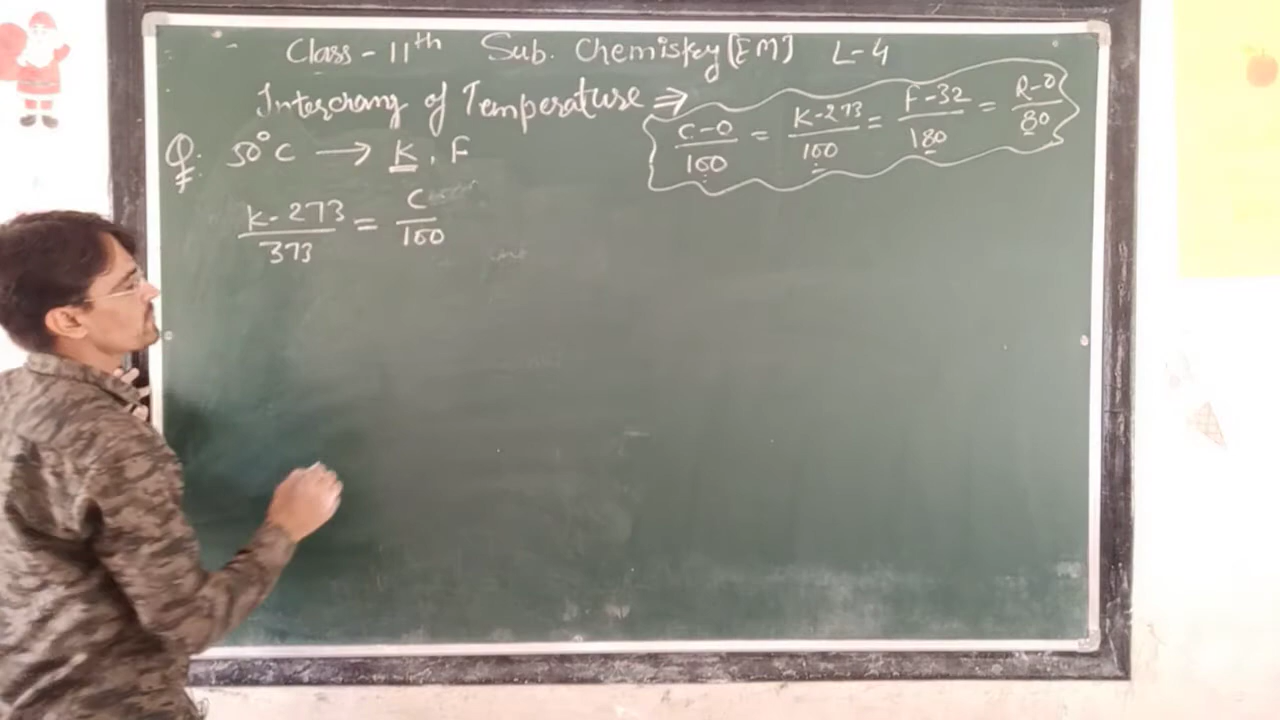 Class - 11th Sub. Chemistry [EM] L-4
Interchang of Temperature ⇒
C-0/100 = K-273/100 = F-32/180 = R-0/80
Q: 50°C → K, F
K-273/373 = C/100